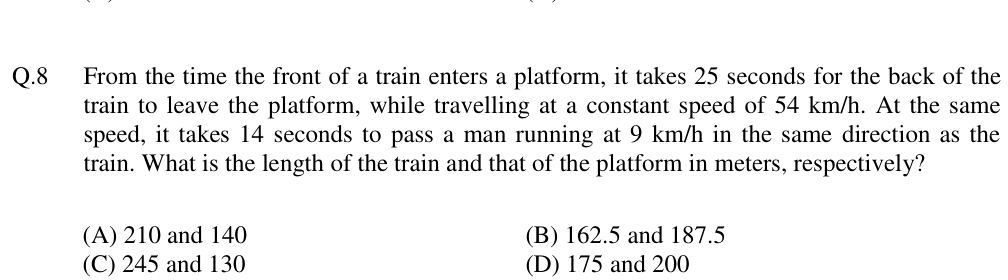 Q.8 From the time the front of a train enters a platform, it takes 25 seconds for the back of the
train to leave the platform, while travelling at a constant speed of 54 km/h. At the same
speed, it takes 14 seconds to pass a man running at 9 km/h in the same direction as the
train. What is the length of the train and that of the platform in meters, respectively?
(A) 210 and 140 (B) 162.5 and 187.5
(C) 245 and 130 (D) 175 and 200